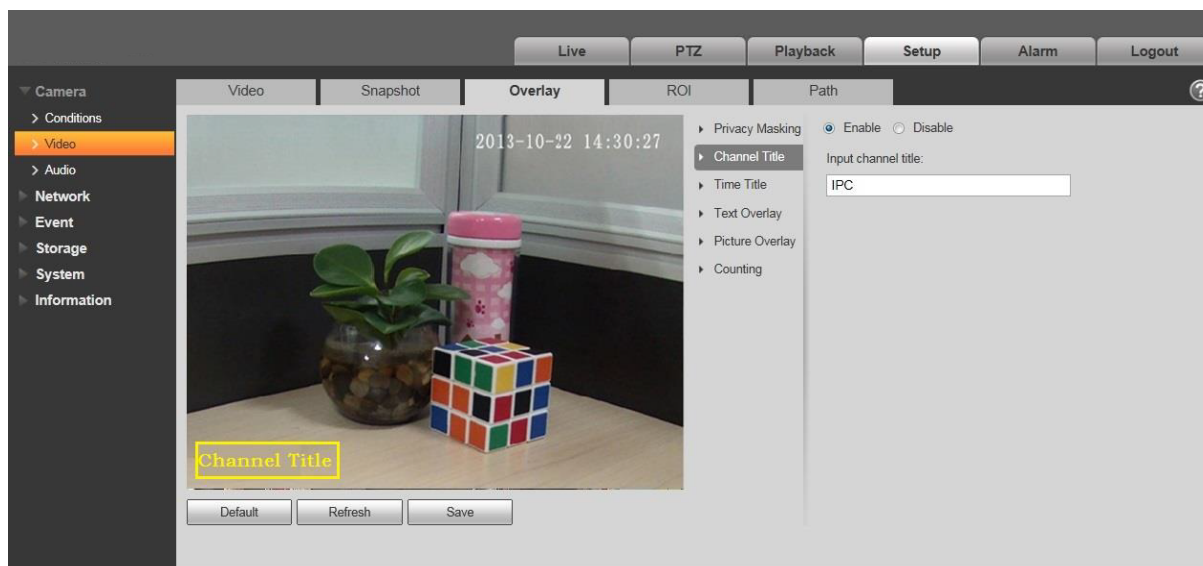 Live PTZ Playback Setup Alarm Logout
Camera
Conditions
Video
Audio
Network
Event
Storage
System
Information
Video Snapshot Overlay ROI Path
2013-10-22 14:30:27
Channel Title
Default Refresh Save
Privacy Masking
Channel Title
Time Title
Text Overlay
Picture Overlay
Counting
Enable Disable
Input channel title:
IPC